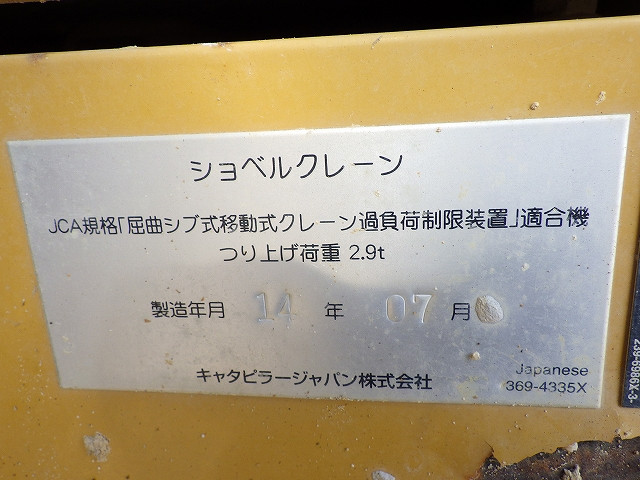 ショベルクレーン
JCA規格「屈曲ジブ式移動式クレーン過負荷制限装置」適合機
つり上げ荷重 2.9t
製造年月 14 年 07 月
キャタピラージャパン株式会社
Japanese
369-4335X
239-6986X-3-